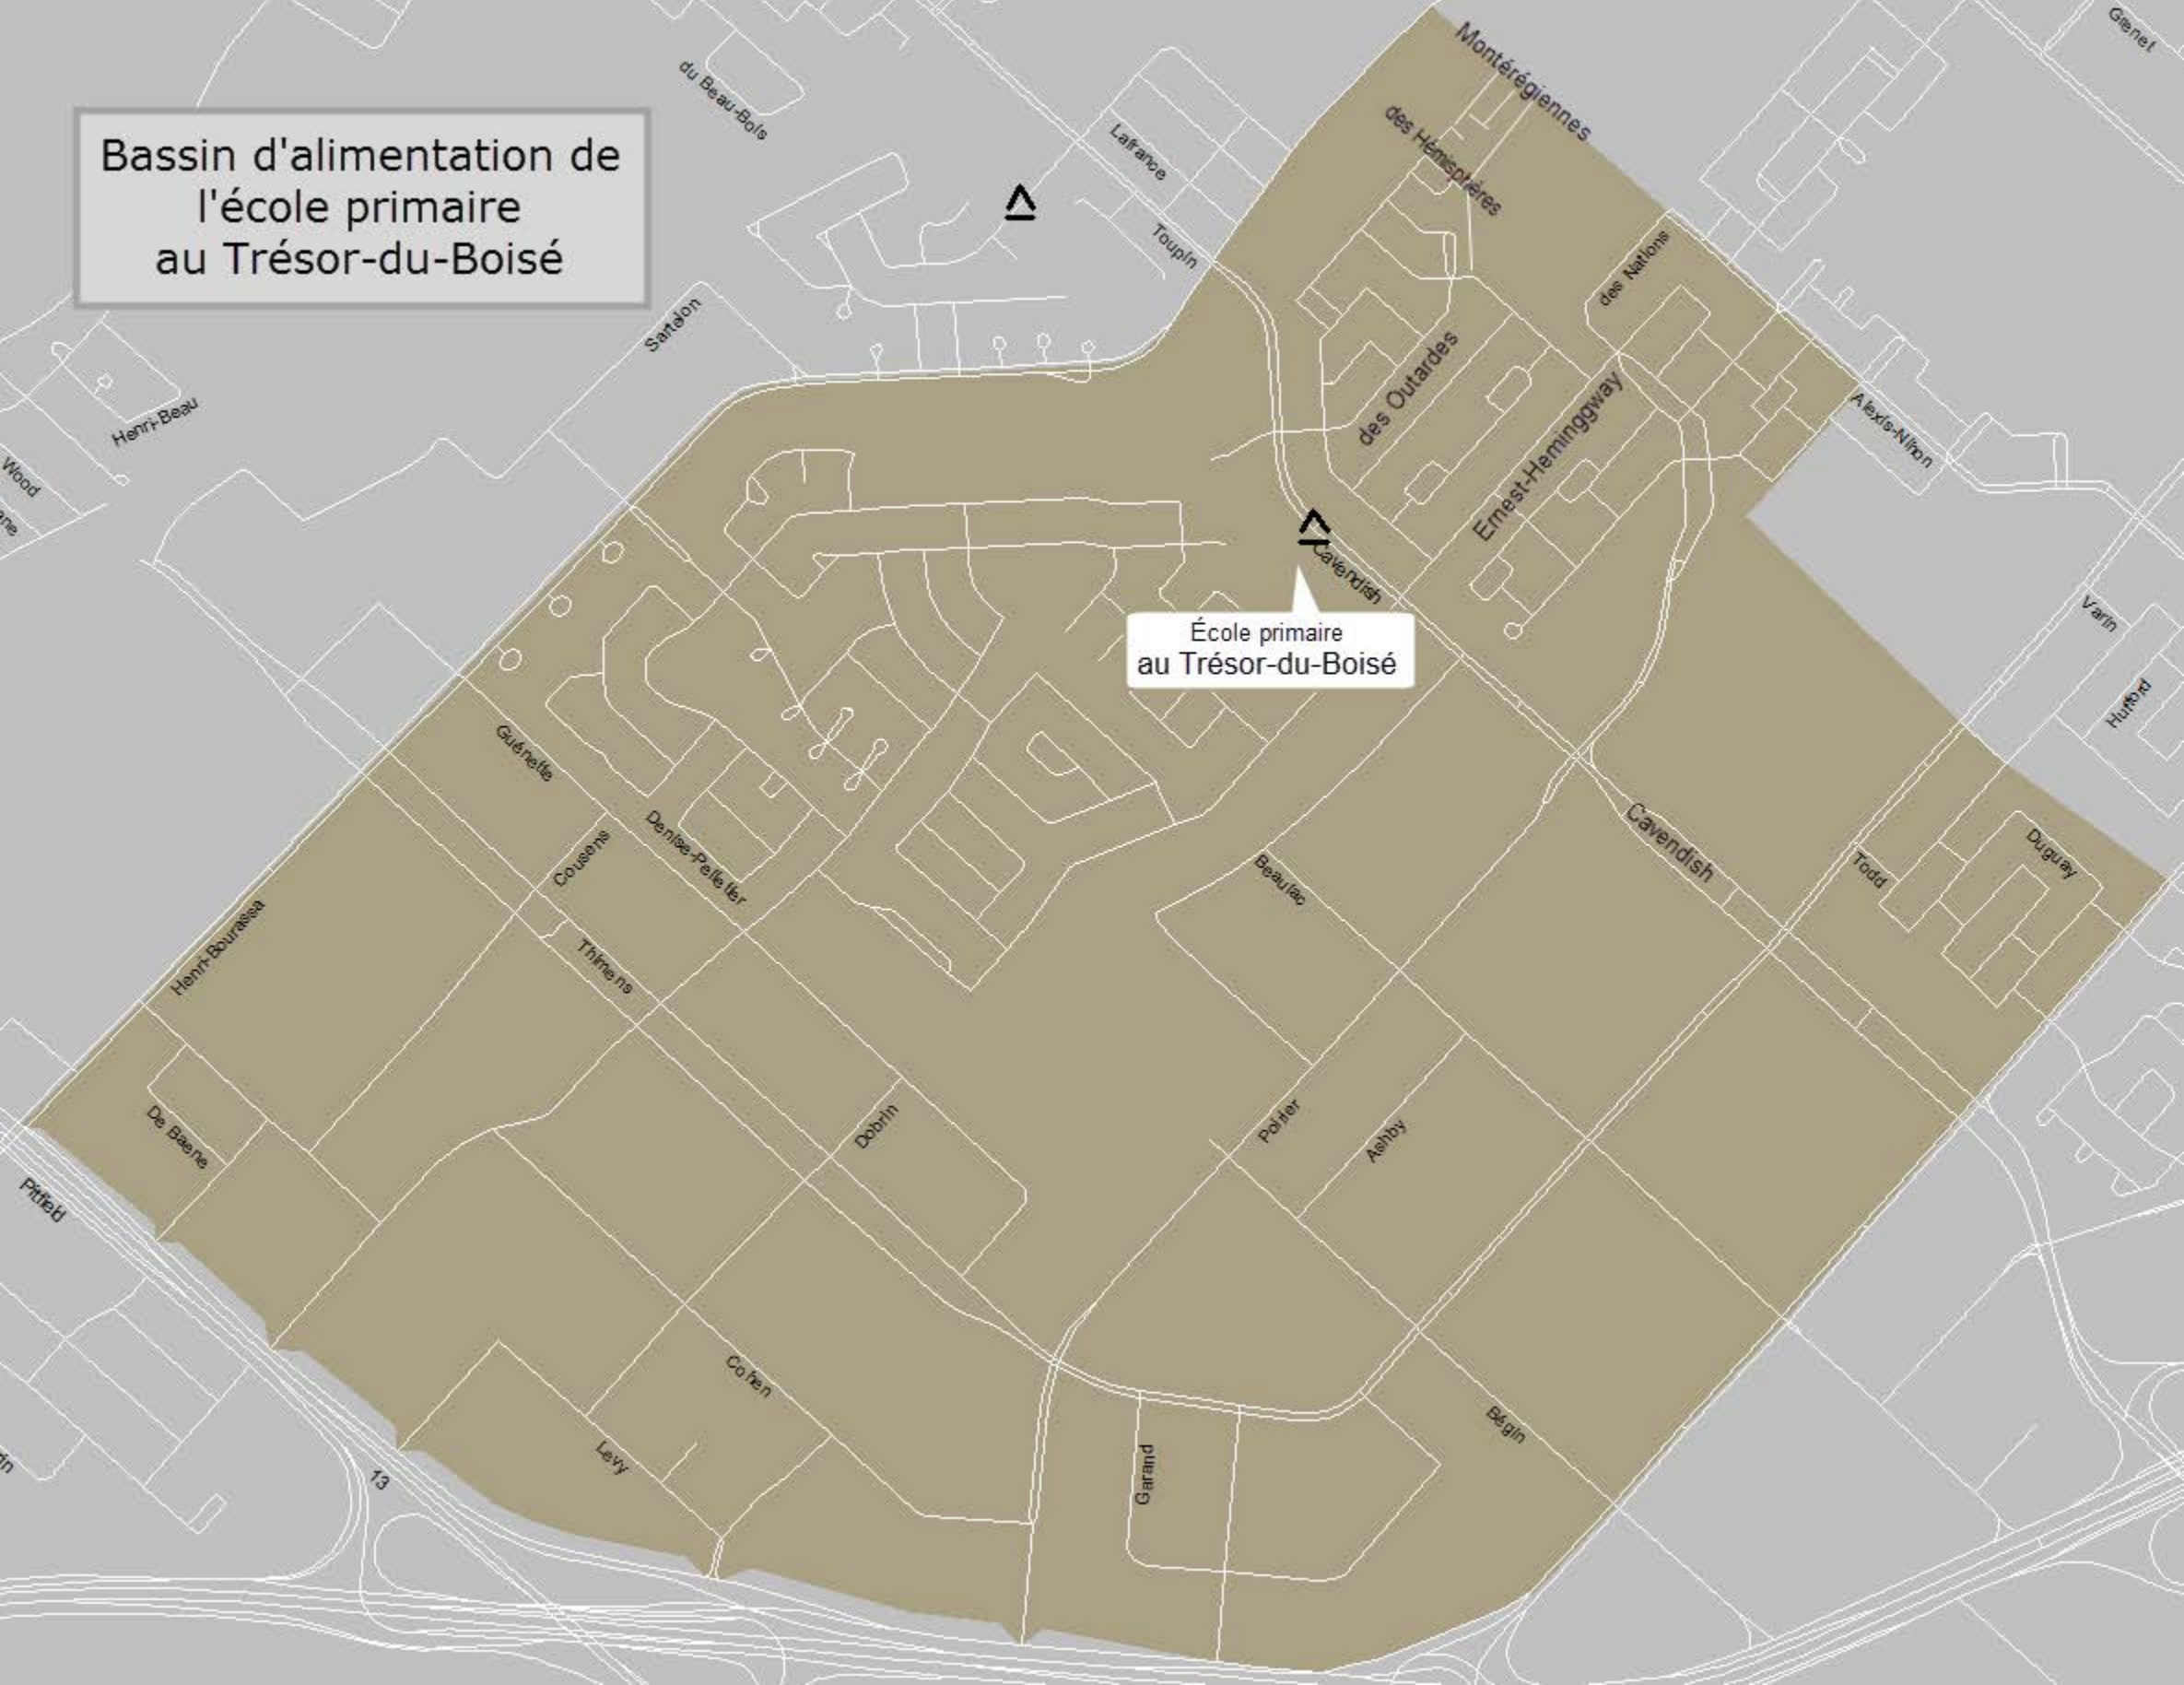 Grenet
Montérégiennes
du Beau-Bois
des Hémisphères
Lafrance
Bassin d'alimentation de
l'école primaire
au Trésor-du-Boisé
Toupin
des Nations
Sartelon
des Outardes
Henri-Beau
Ernest-Heminggway
Alexis-Nihon
Wood
Cavendish
École primaire
au Trésor-du-Boisé
Varin
Hufford
Guénette
Cavendish
Denise-Pelletier
Cousens
Duguay
Todd
Beaulac
Henri-Bourassa
Thimens
De Baene
Dobrin
Poirier
Ashby
Pitfield
Cohen
Bégin
Levy
Garand
13